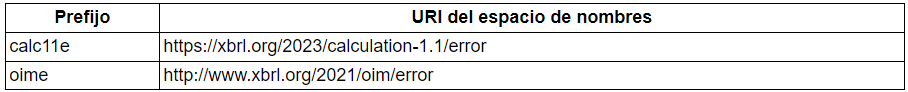 Prefijo URI del espacio de nombres
calc11e https://xbrl.org/2023/calculation-1.1/error
oime http://www.xbrl.org/2021/oim/error